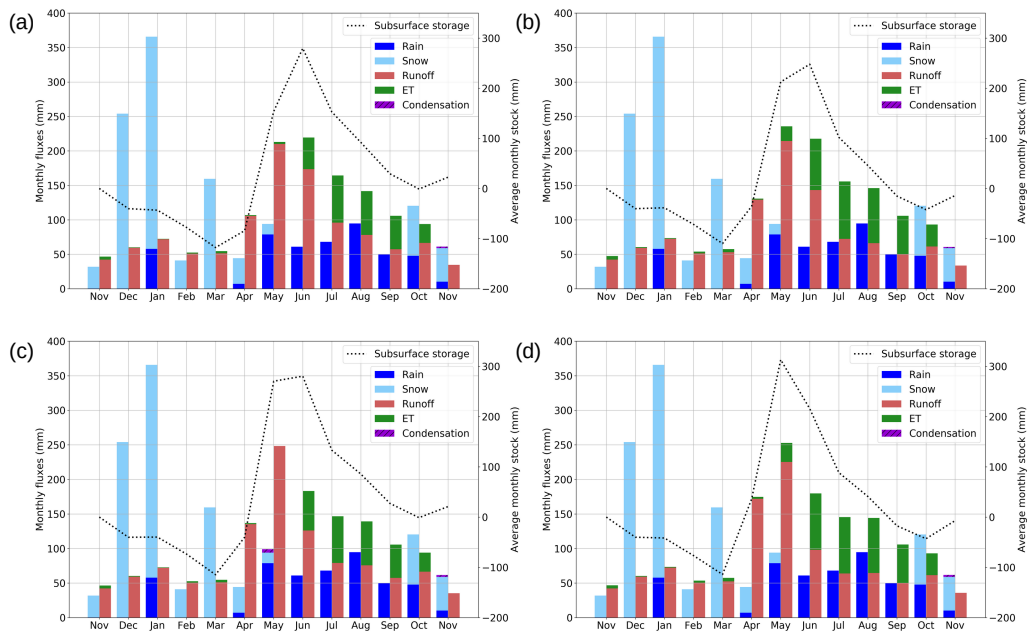 (a)
400
350
300
250
200
150
100
50
0
Monthly fluxes (mm)
Nov Dec Jan Feb Mar Apr May Jun Jul Aug Sep Oct Nov
Subsurface storage
Rain
Snow
Runoff
ET
Condensation
300
200
100
0
−100
−200
Average monthly stock (mm)
(b)
400
350
300
250
200
150
100
50
0
Monthly fluxes (mm)
Nov Dec Jan Feb Mar Apr May Jun Jul Aug Sep Oct Nov
Subsurface storage
Rain
Snow
Runoff
ET
Condensation
300
200
100
0
−100
−200
Average monthly stock (mm)
(c)
400
350
300
250
200
150
100
50
0
Monthly fluxes (mm)
Nov Dec Jan Feb Mar Apr May Jun Jul Aug Sep Oct Nov
Subsurface storage
Rain
Snow
Runoff
ET
Condensation
300
200
100
0
−100
−200
Average monthly stock (mm)
(d)
400
350
300
250
200
150
100
50
0
Monthly fluxes (mm)
Nov Dec Jan Feb Mar Apr May Jun Jul Aug Sep Oct Nov
Subsurface storage
Rain
Snow
Runoff
ET
Condensation
300
200
100
0
−100
−200
Average monthly stock (mm)